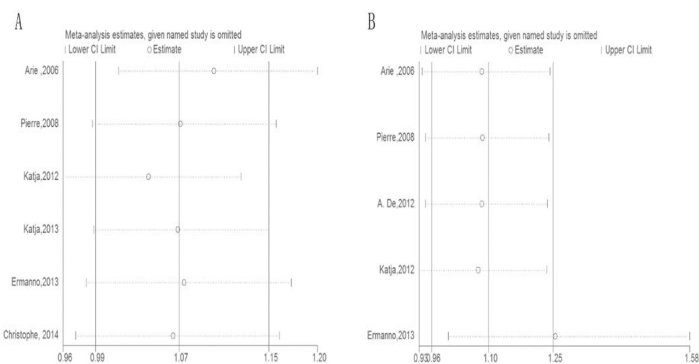 A
Meta-analysis estimates, given named study is omitted
| Lower CI Limit ○ Estimate | Upper CI Limit
Arie ,2006
Pierre,2008
Katja,2012
Katja,2013
Ermanno,2013
Christophe, 2014
0.96 0.99 1.07 1.15 1.20
B
Meta-analysis estimates, given named study is omitted
| Lower CI Limit ○ Estimate | Upper CI Limit
Arie,2006
Pierre,2008
A. De,2012
Katja,2012
Ermanno,2013
0.93 0.96 1.10 1.25